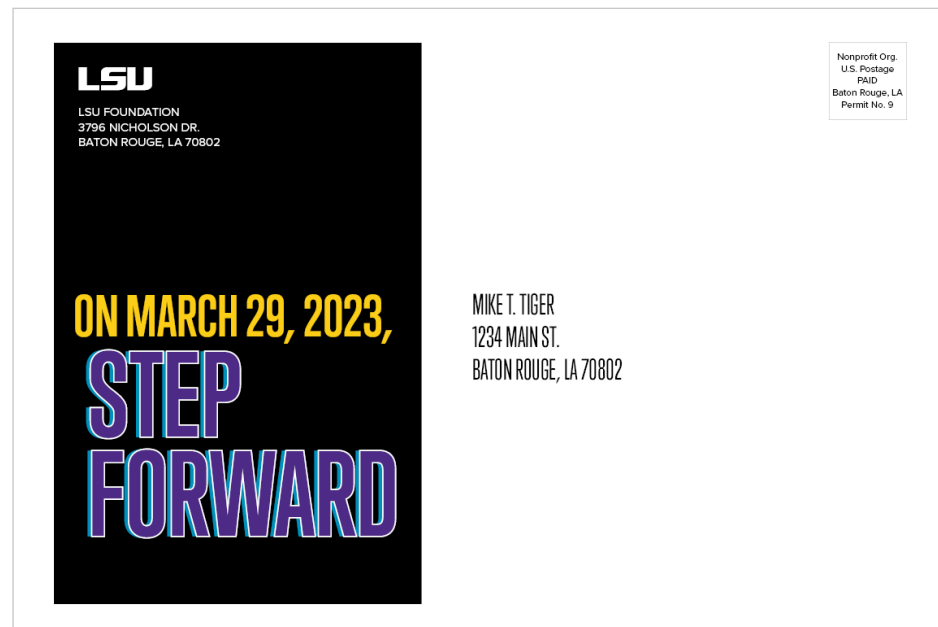 LSU
LSU FOUNDATION
3796 NICHOLSON DR.
BATON ROUGE, LA 70802
Nonprofit Org.
U.S. Postage
PAID
Baton Rouge, LA
Permit No. 9
ON MARCH 29, 2023,
STEP
FORWARD
MIKE T. TIGER
1234 MAIN ST.
BATON ROUGE, LA 70802